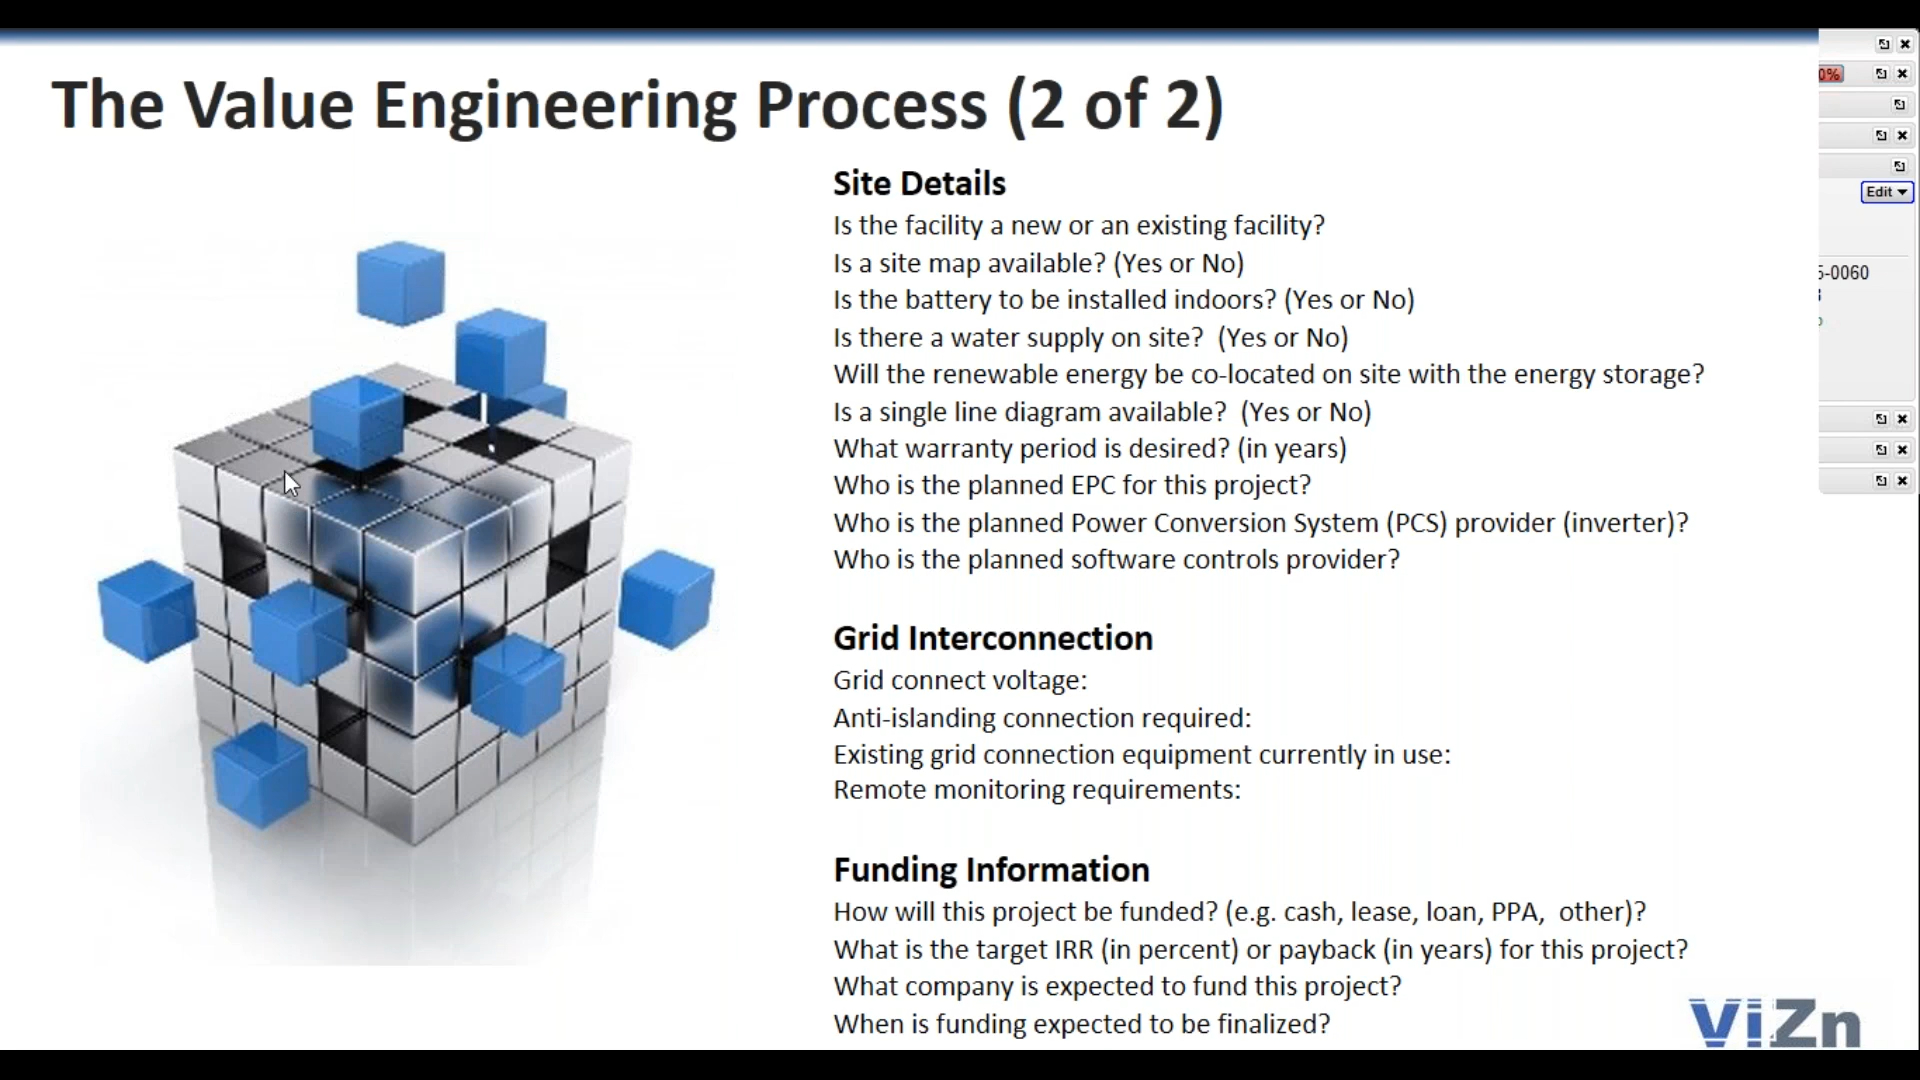 The Value Engineering Process (2 of 2)
Site Details
Is the facility a new or an existing facility?
Is a site map available? (Yes or No)
Is the battery to be installed indoors? (Yes or No)
Is there a water supply on site? (Yes or No)
Will the renewable energy be co-located on site with the energy storage?
Is a single line diagram available? (Yes or No)
What warranty period is desired? (in years)
Who is the planned EPC for this project?
Who is the planned Power Conversion System (PCS) provider (inverter)?
Who is the planned software controls provider?
Grid Interconnection
Grid connect voltage:
Anti-islanding connection required:
Existing grid connection equipment currently in use:
Remote monitoring requirements:
Funding Information
How will this project be funded? (e.g. cash, lease, loan, PPA, other)?
What is the target IRR (in percent) or payback (in years) for this project?
What company is expected to fund this project?
When is funding expected to be finalized?
ViZn
0%
Edit
5-0060